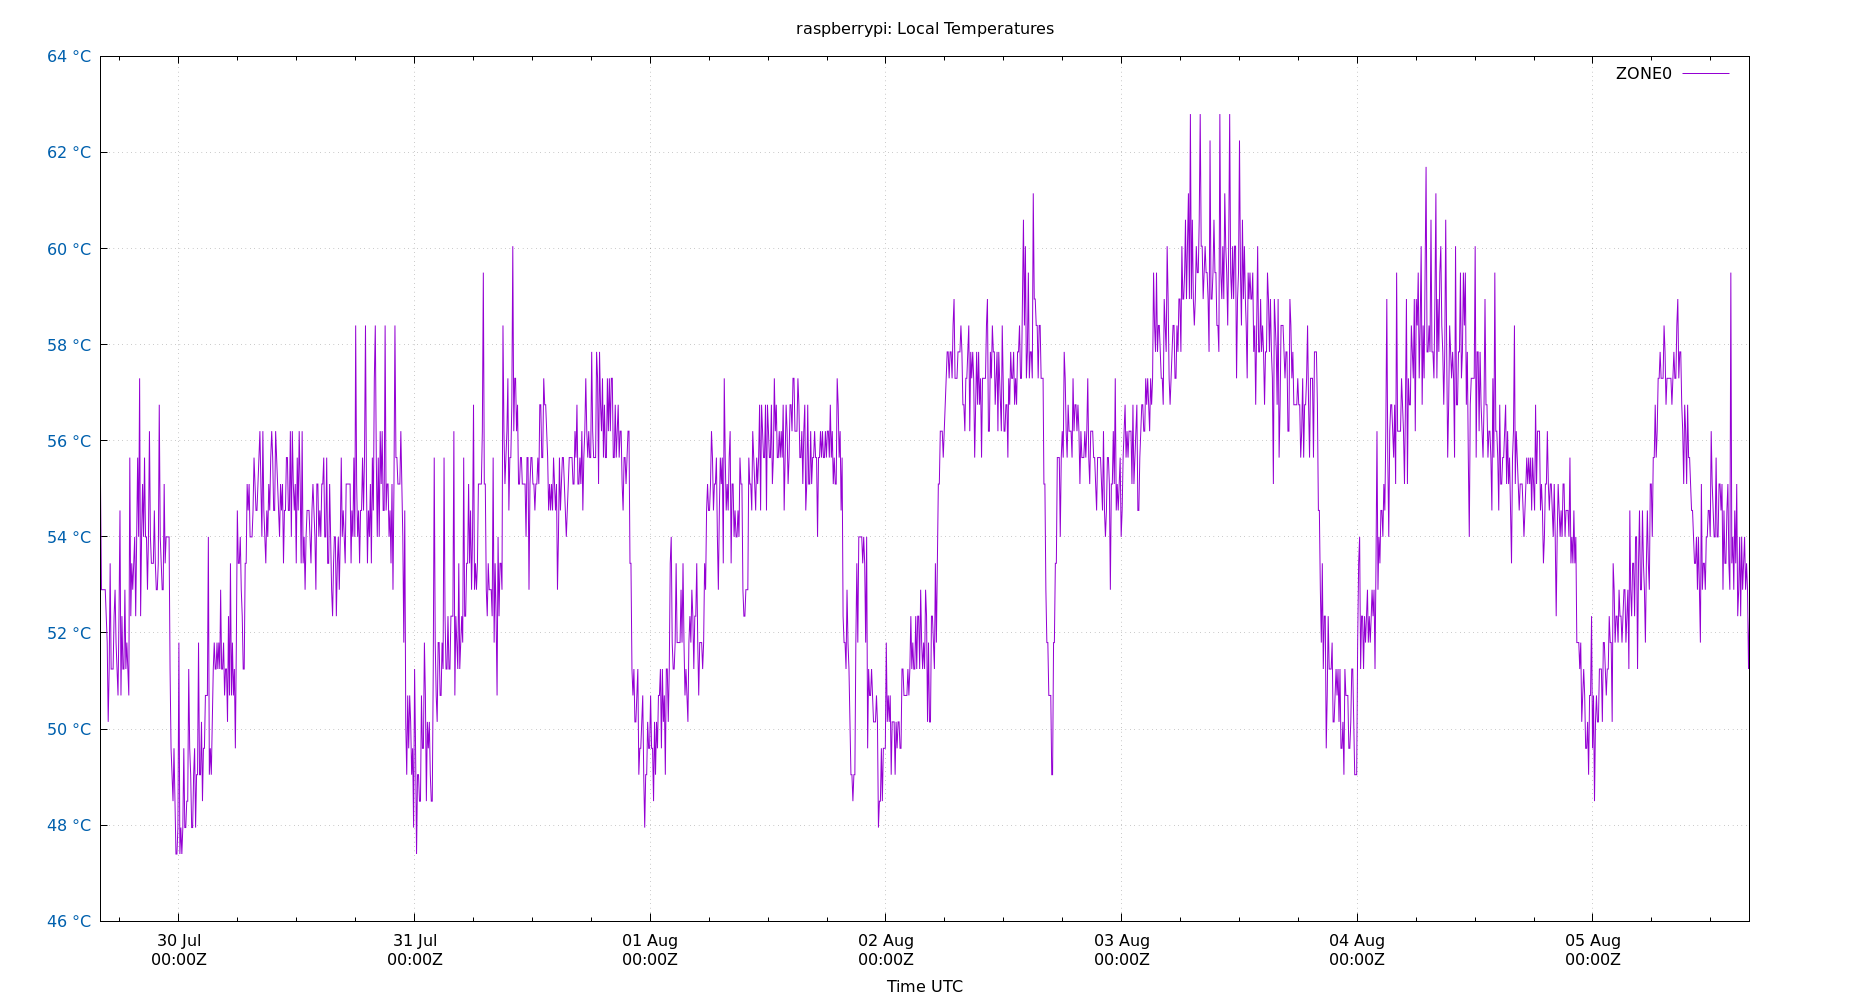 raspberrypi: Local Temperatures
64 °C
ZONE0
62 °C
60 °C
58 °C
56 °C
54 °C
52 °C
50 °C
48 °C
46 °C
30 Jul 31 Jul 01 Aug 02 Aug 03 Aug 04 Aug 05 Aug
00:00Z 00:00Z 00:00Z 00:00Z 00:00Z 00:00Z 00:00Z
Time UTC